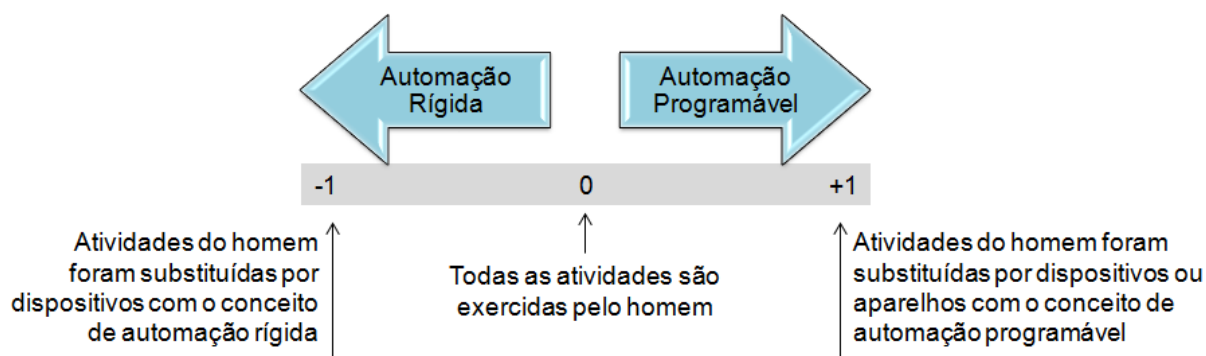 Automação
Rígida
Automação
Programável
-1
0
+1
Atividades do homem
foram substituídas por
dispositivos com o conceito
de automação rígida
Todas as atividades são
exercidas pelo homem
Atividades do homem foram
substituídas por dispositivos ou
aparelhos com o conceito de
automação programável